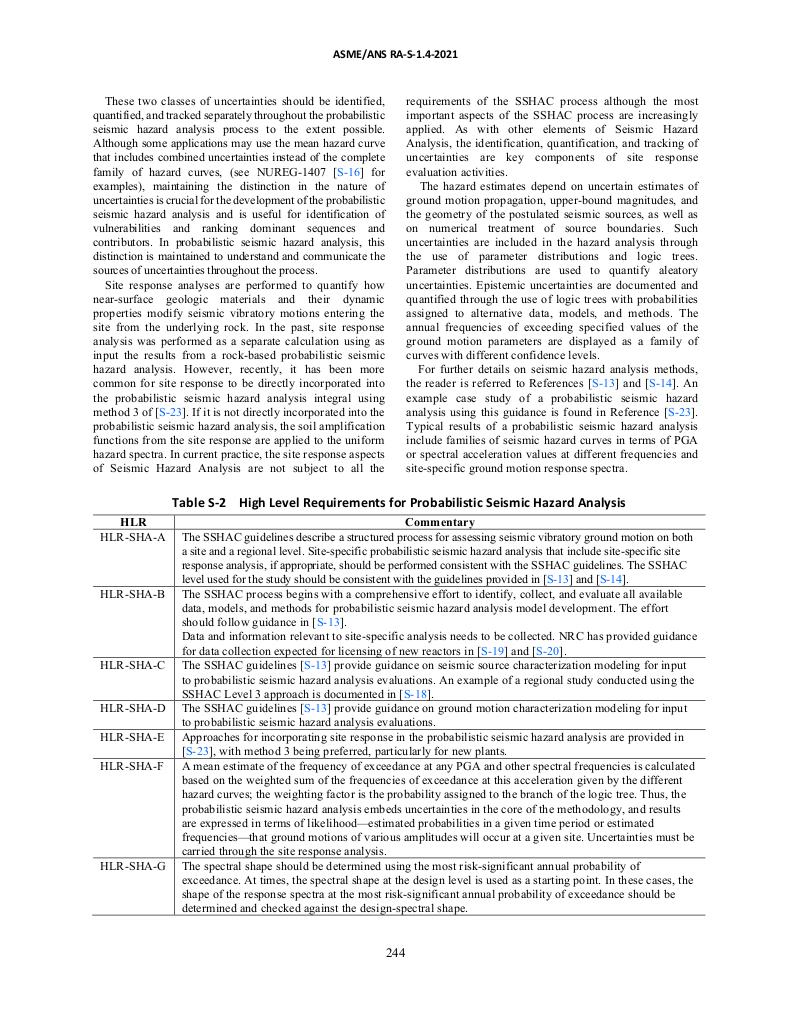 ASME/ANS RA-S-1.4-2021
These two classes of uncertainties should be identified,
quantified, and tracked separately throughout the probabilistic
seismic hazard analysis process to the extent possible.
Although some applications may use the mean hazard curve
that includes combined uncertainties instead of the complete
family of hazard curves, (see NUREG-1407 [S-16] for
examples), maintaining the distinction in the nature of
uncertainties is crucial for the development of the probabilistic
seismic hazard analysis and is useful for identification of
vulnerabilities and ranking dominant sequences and
contributors. In probabilistic seismic hazard analysis, this
distinction is maintained to understand and communicate the
sources of uncertainties throughout the process.
Site response analyses are performed to quantify how
near-surface geologic materials and their dynamic
properties modify seismic vibratory motions entering the
site from the underlying rock. In the past, site response
analysis was performed as a separate calculation using as
input the results from a rock-based probabilistic seismic
hazard analysis. However, recently, it has been more
common for site response to be directly incorporated into
the probabilistic seismic hazard analysis integral using
method 3 of [S-23]. If it is not directly incorporated into the
probabilistic seismic hazard analysis, the soil amplification
functions from the site response are applied to the uniform
hazard spectra. In current practice, the site response aspects
of Seismic Hazard Analysis are not subject to all the
requirements of the SSHAC process although the most
important aspects of the SSHAC process are increasingly
applied. As with other elements of Seismic Hazard
Analysis, the identification, quantification, and tracking of
uncertainties are key components of site response
evaluation activities.
The hazard estimates depend on uncertain estimates of
ground motion propagation, upper-bound magnitudes, and
the geometry of the postulated seismic sources, as well as
on numerical treatment of source boundaries. Such
uncertainties are included in the hazard analysis through
the use of parameter distributions and logic trees.
Parameter distributions are used to quantify aleatory
uncertainties. Epistemic uncertainties are documented and
quantified through the use of logic trees with probabilities
assigned to alternative data, models, and methods. The
annual frequencies of exceeding specified values of the
ground motion parameters are displayed as a family of
curves with different confidence levels.
For further details on seismic hazard analysis methods,
the reader is referred to References [S-13] and [S-14]. An
example case study of a probabilistic seismic hazard
analysis using this guidance is found in Reference [S-23].
Typical results of a probabilistic seismic hazard analysis
include families of seismic hazard curves in terms of PGA
or spectral acceleration values at different frequencies and
site-specific ground motion response spectra.
Table S-2 High Level Requirements for Probabilistic Seismic Hazard Analysis
HLR Commentary
HLR-SHA-A The SSHAC guidelines describe a structured process for assessing seismic vibratory ground motion on both
a site and a regional level. Site-specific probabilistic seismic hazard analysis that include site-specific site
response analysis, if appropriate, should be performed consistent with the SSHAC guidelines. The SSHAC
level used for the study should be consistent with the guidelines provided in [S-13] and [S-14].
HLR-SHA-B The SSHAC process begins with a comprehensive effort to identify, collect, and evaluate all available
data, models, and methods for probabilistic seismic hazard analysis model development. The effort
should follow guidance in [S-13].
Data and information relevant to site-specific analysis needs to be collected. NRC has provided guidance
for data collection expected for licensing of new reactors in [S-19] and [S-20].
HLR-SHA-C The SSHAC guidelines [S-13] provide guidance on seismic source characterization modeling for input
to probabilistic seismic hazard analysis evaluations. An example of a regional study conducted using the
SSHAC Level 3 approach is documented in [S-18].
HLR-SHA-D The SSHAC guidelines [S-13] provide guidance on ground motion characterization modeling for input
to probabilistic seismic hazard analysis evaluations.
HLR-SHA-E Approaches for incorporating site response in the probabilistic seismic hazard analysis are provided in
[S-23], with method 3 being preferred, particularly for new plants.
HLR-SHA-F A mean estimate of the frequency of exceedance at any PGA and other spectral frequencies is calculated
based on the weighted sum of the frequencies of exceedance at this acceleration given by the different
hazard curves; the weighting factor is the probability assigned to the branch of the logic tree. Thus, the
probabilistic seismic hazard analysis embeds uncertainties in the core of the methodology, and results
are expressed in terms of likelihood—estimated probabilities in a given time period or estimated
frequencies—that ground motions of various amplitudes will occur at a given site. Uncertainties must be
carried through the site response analysis.
HLR-SHA-G The spectral shape should be determined using the most risk-significant annual probability of
exceedance. At times, the spectral shape at the design level is used as a starting point. In these cases, the
shape of the response spectra at the most risk-significant annual probability of exceedance should be
determined and checked against the design-spectral shape.
244